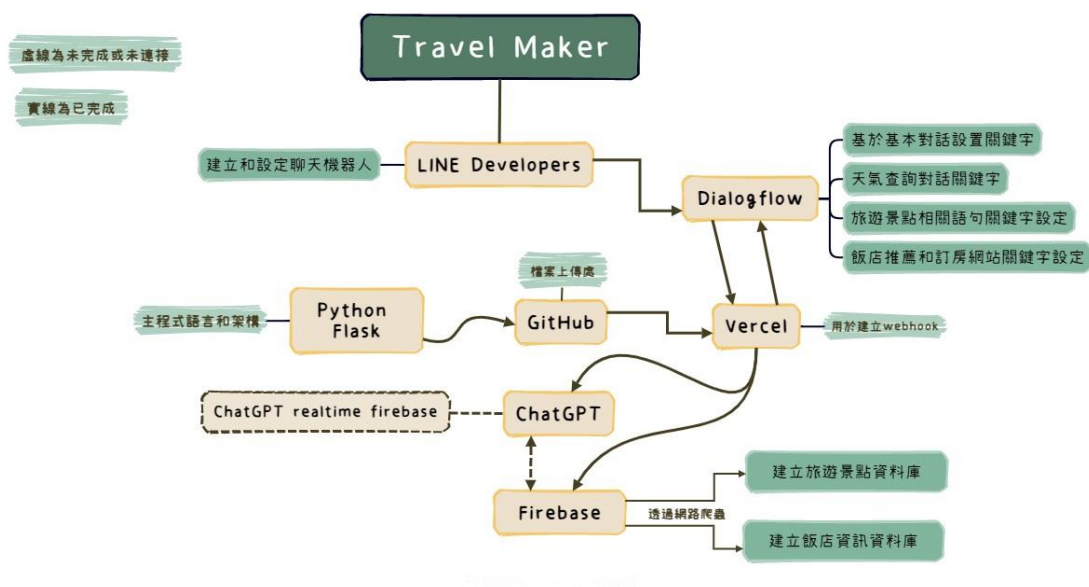 Travel Maker
虛線為未完成或未連接
實線為已完成
建立和設定聊天機器人
LINE Developers
Dialogflow
基於基本對話設置關鍵字
天氣查詢對話關鍵字
旅遊景點相關語句關鍵字設定
飯店推薦和訂房網站關鍵字設定
檔案上傳處
主程式語言和架構
Python
Flask
GitHub
Vercel
用於建立webhook
ChatGPT realtime firebase
ChatGPT
Firebase
透過網路爬蟲
建立旅遊景點資料庫
建立飯店資訊資料庫